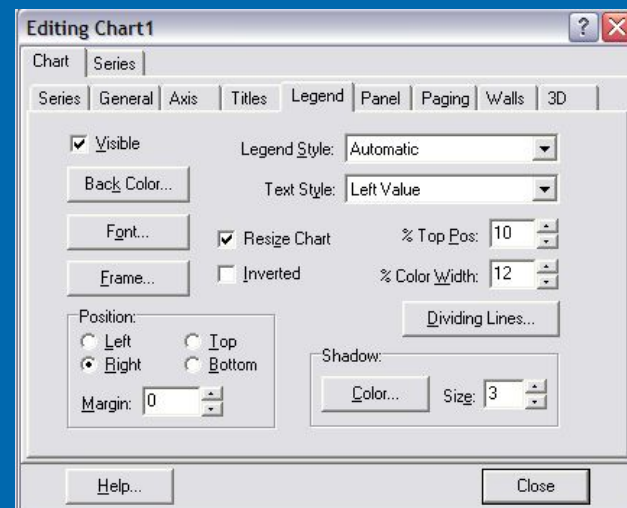 Editing Chart1
Chart Series
Series General Axis Titles Legend Panel Paging Walls 3D
Visible
Legend Style: Automatic
Back Color...
Text Style: Left Value
Font...
Resize Chart
% Top Pos: 10
Frame...
Inverted
% Color Width: 12
Dividing Lines...
Position:
Left Top
Right Bottom
Margin: 0
Shadow:
Color... Size: 3
Help... Close